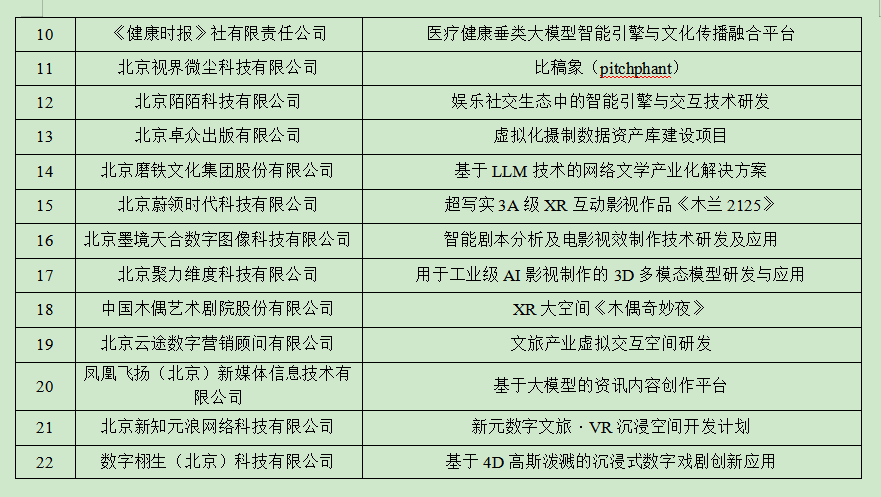 10 《健康时报》社有限责任公司 医疗健康垂类大模型智能引擎与文化传播融合平台
11 北京视界微尘科技有限公司 比稿象（pitchphant）
12 北京陌陌科技有限公司 娱乐社交生态中的智能引擎与交互技术研发
13 北京卓众出版有限公司 虚拟化摄制数据资产库建设项目
14 北京磨铁文化集团股份有限公司 基于 LLM 技术的网络文学产业化解决方案
15 北京蔚领时代科技有限公司 超写实 3A 级 XR 互动影视作品《木兰 2125》
16 北京墨境天合数字图像科技有限公司 智能剧本分析及电影视效制作技术研发及应用
17 北京聚力维度科技有限公司 用于工业级 AI 影视制作的 3D 多模态模型研发与应用
18 中国木偶艺术剧院股份有限公司 XR 大空间《木偶奇妙夜》
19 北京云途数字营销顾问有限公司 文旅产业虚拟交互空间研发
20 凤凰飞扬（北京）新媒体信息技术有
限公司 基于大模型的资讯内容创作平台
21 北京新知元浪网络科技有限公司 新元数字文旅·VR 沉浸空间开发计划
22 数字栩生（北京）科技有限公司 基于 4D 高斯泼溅的沉浸式数字戏剧创新应用